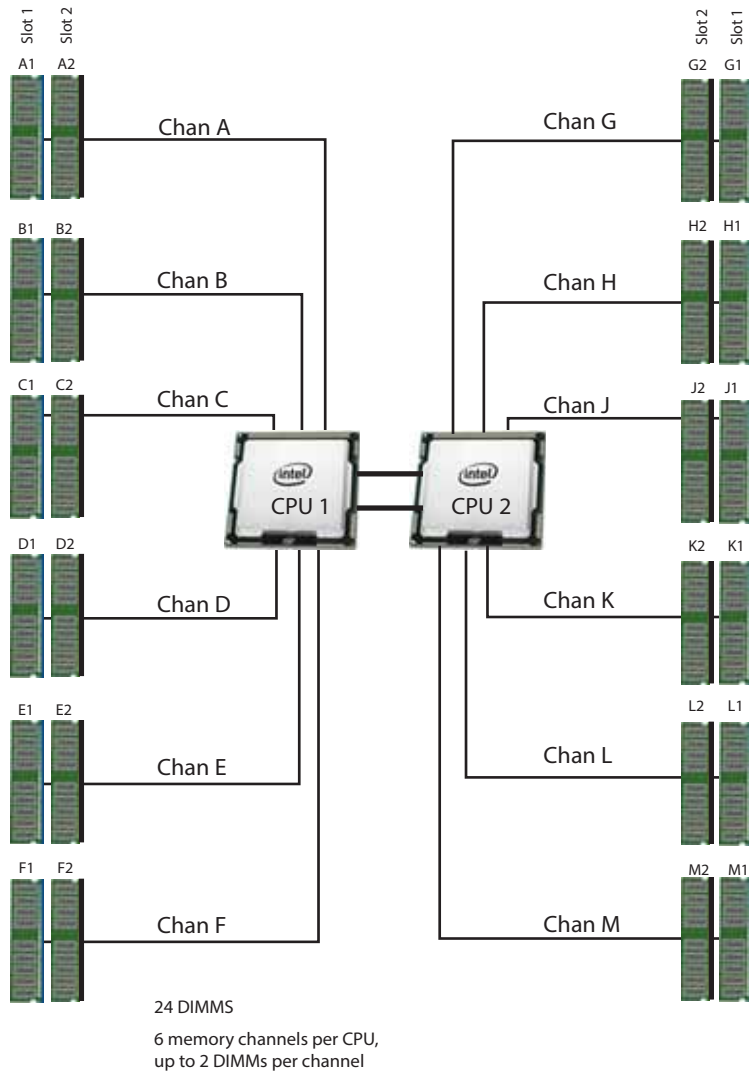 Slot 1 Slot 2
Slot 2 Slot 1
A1 A2
G2 G1
Chan A
Chan G
B1 B2
H2 H1
Chan B
Chan H
C1 C2
J2 J1
Chan C
Chan J
intel
CPU 1
intel
CPU 2
D1 D2
K2 K1
Chan D
Chan K
E1 E2
L2 L1
Chan E
Chan L
F1 F2
M2 M1
Chan F
Chan M
24 DIMMS
6 memory channels per CPU,
up to 2 DIMMs per channel